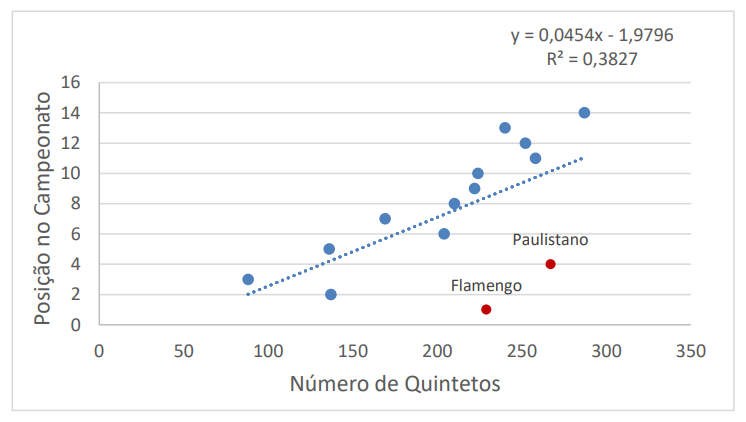 y = 0,0454x - 1,9796
R² = 0,3827
Posição no Campeonato
16
14
12
10
8
6
4
2
0
Paulistano
Flamengo
0 50 100 150 200 250 300 350
Número de Quintetos